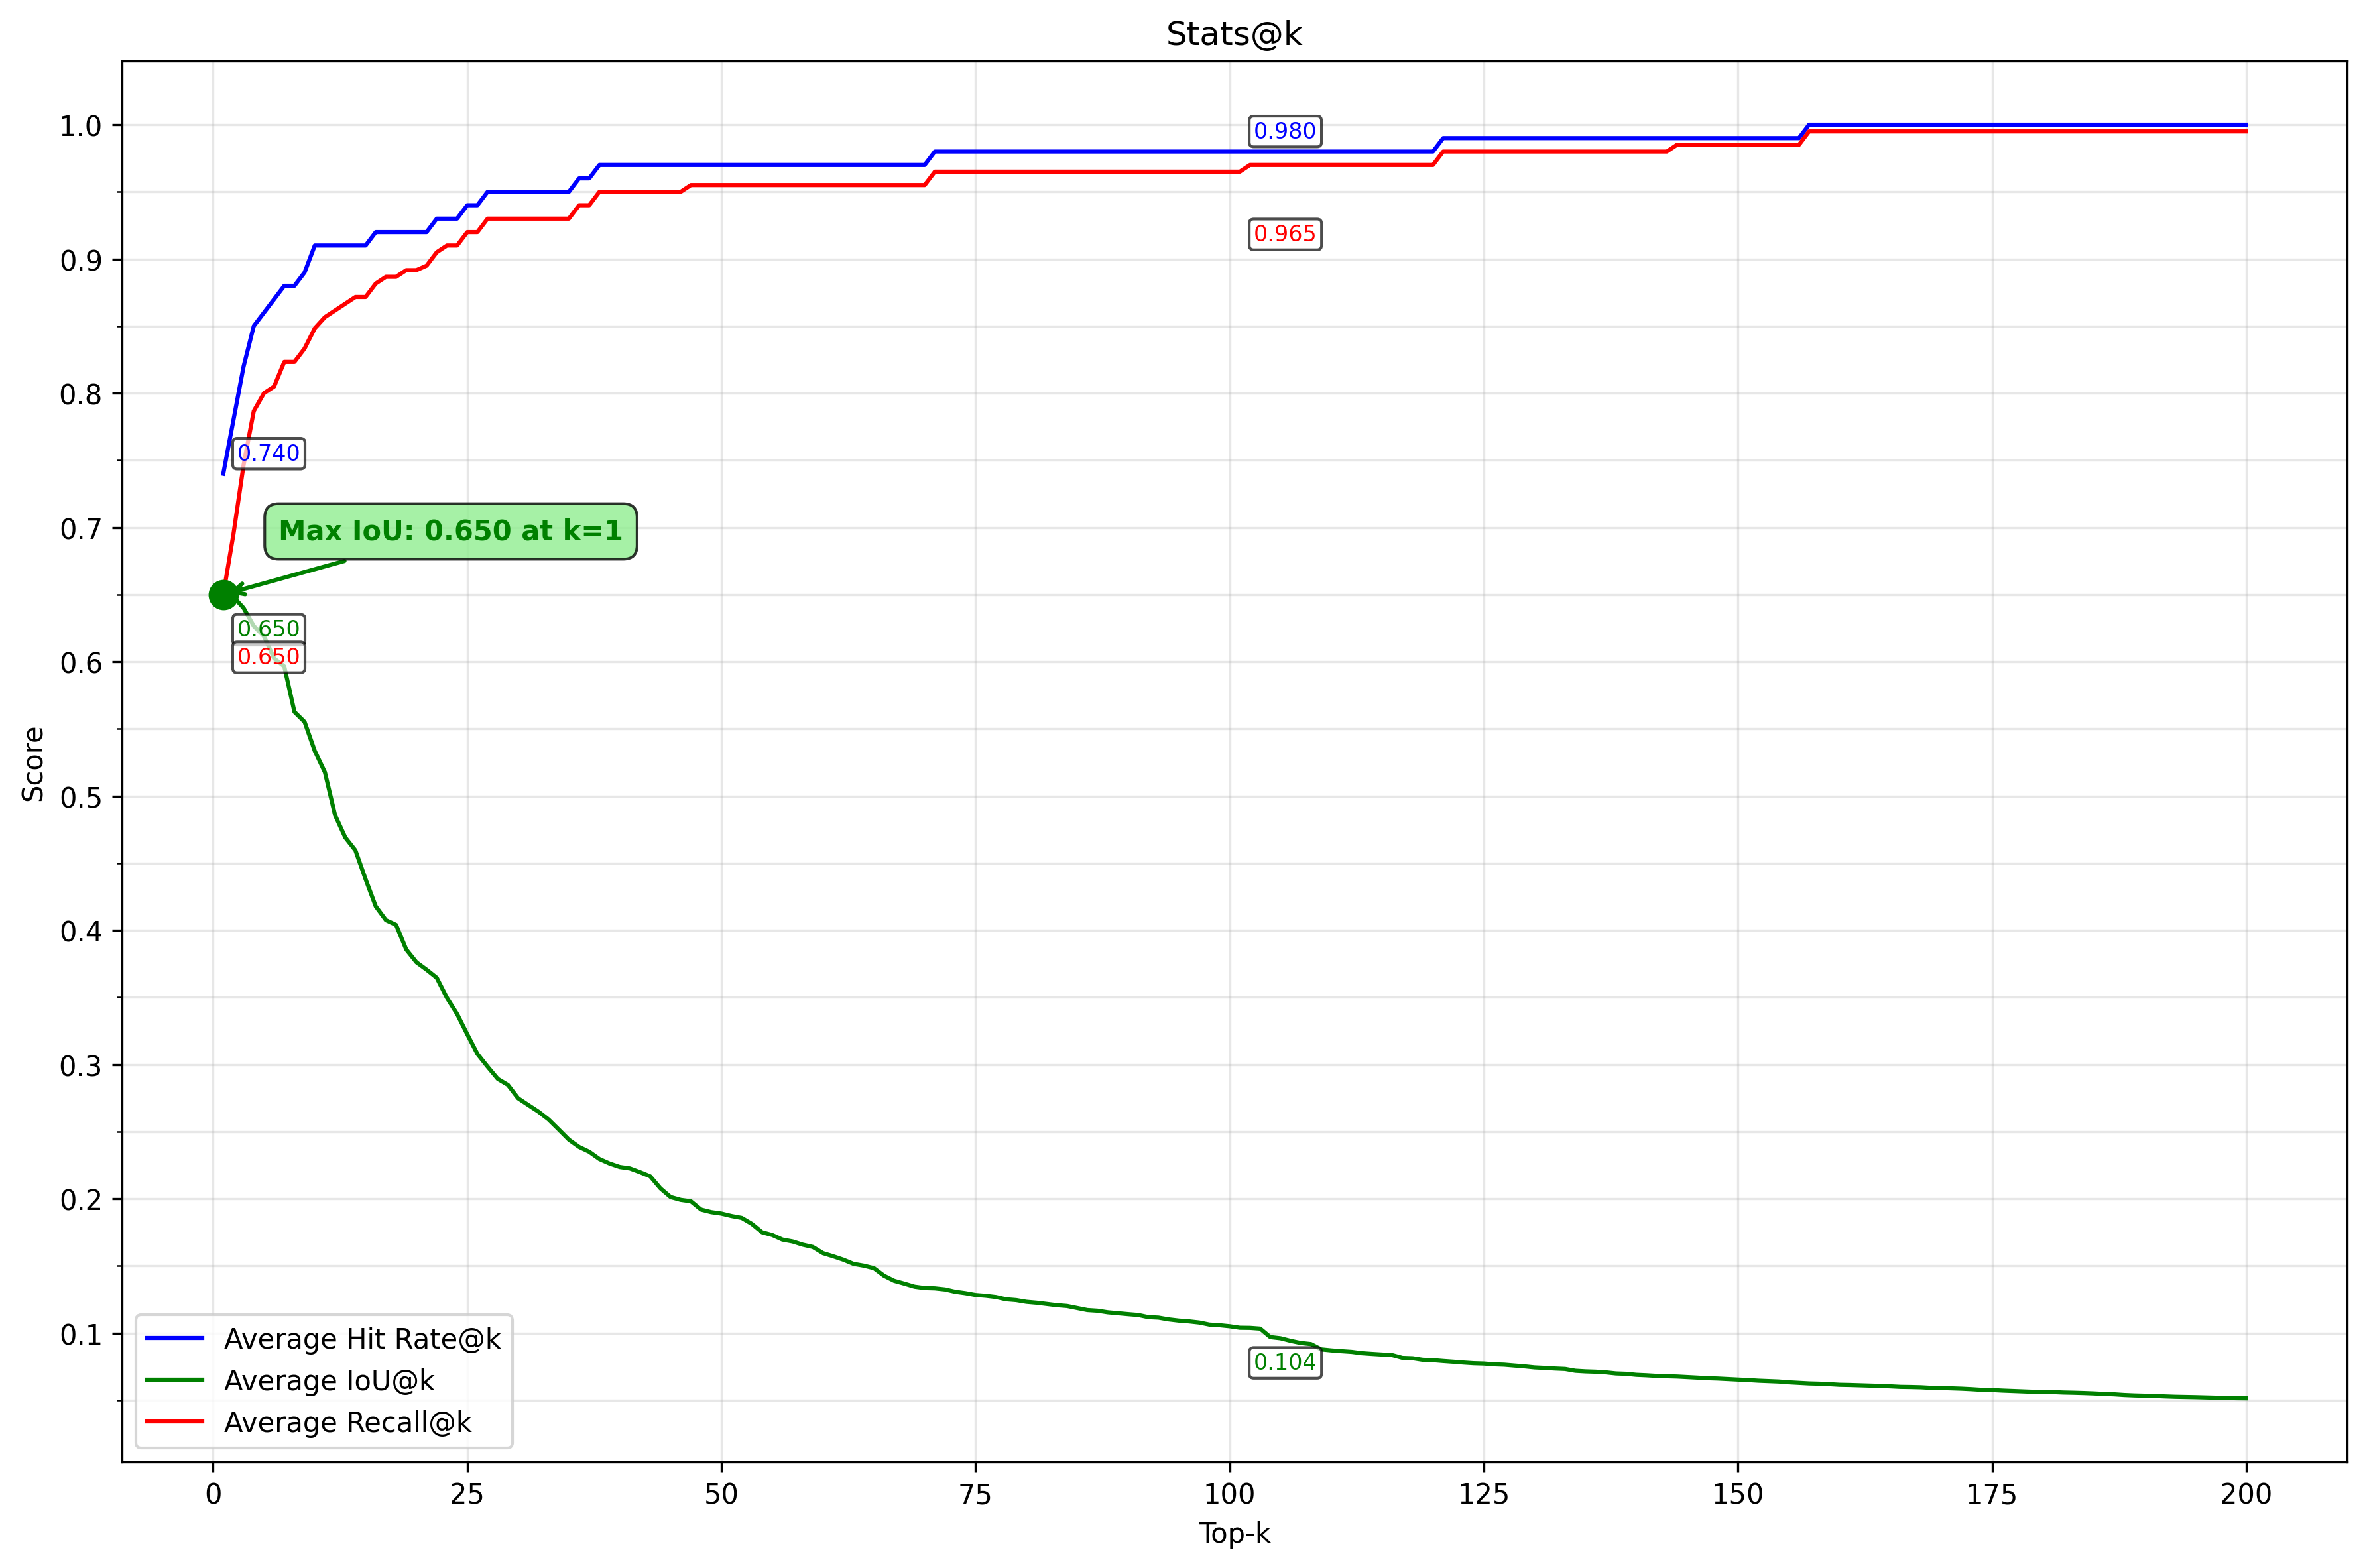 Stats@k
1.0
0.9
0.8
0.7
0.6
0.5
0.4
0.3
0.2
0.1
Score
0.980
0.965
0.740
Max IoU: 0.650 at k=1
0.650
0.650
0.104
Average Hit Rate@k
Average IoU@k
Average Recall@k
0 25 50 75 100 125 150 175 200
Top-k